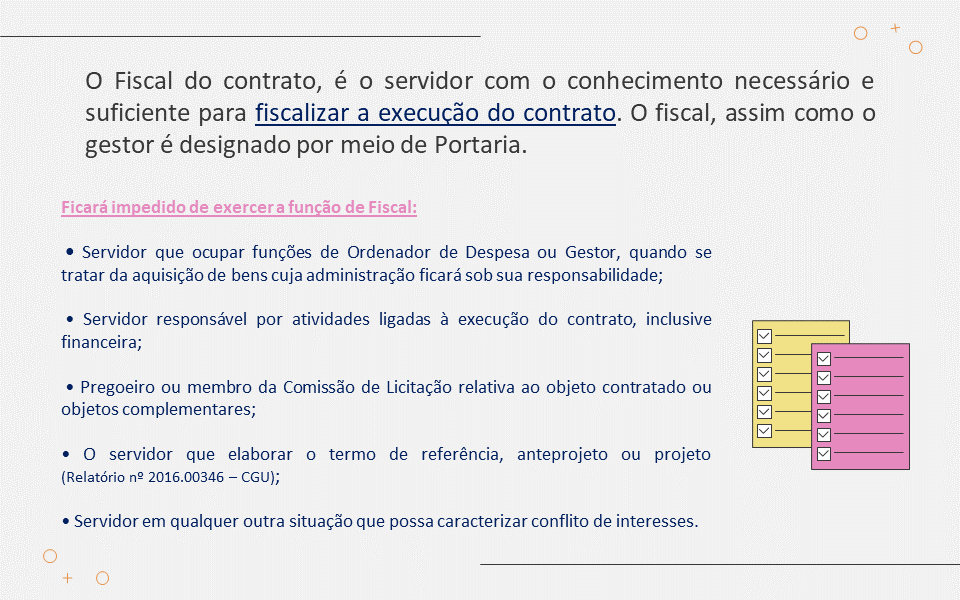 O Fiscal do contrato, é o servidor com o conhecimento necessário e
suficiente para fiscalizar a execução do contrato. O fiscal, assim como o
gestor é designado por meio de Portaria.
Ficará impedido de exercer a função de Fiscal:
• Servidor que ocupar funções de Ordenador de Despesa ou Gestor, quando se
tratar da aquisição de bens cuja administração ficará sob sua responsabilidade;
• Servidor responsável por atividades ligadas à execução do contrato, inclusive
financeira;
• Pregoeiro ou membro da Comissão de Licitação relativa ao objeto contratado ou
objetos complementares;
• O servidor que elaborar o termo de referência, anteprojeto ou projeto
(Relatório nº 2016.00346 – CGU);
• Servidor em qualquer outra situação que possa caracterizar conflito de interesses.